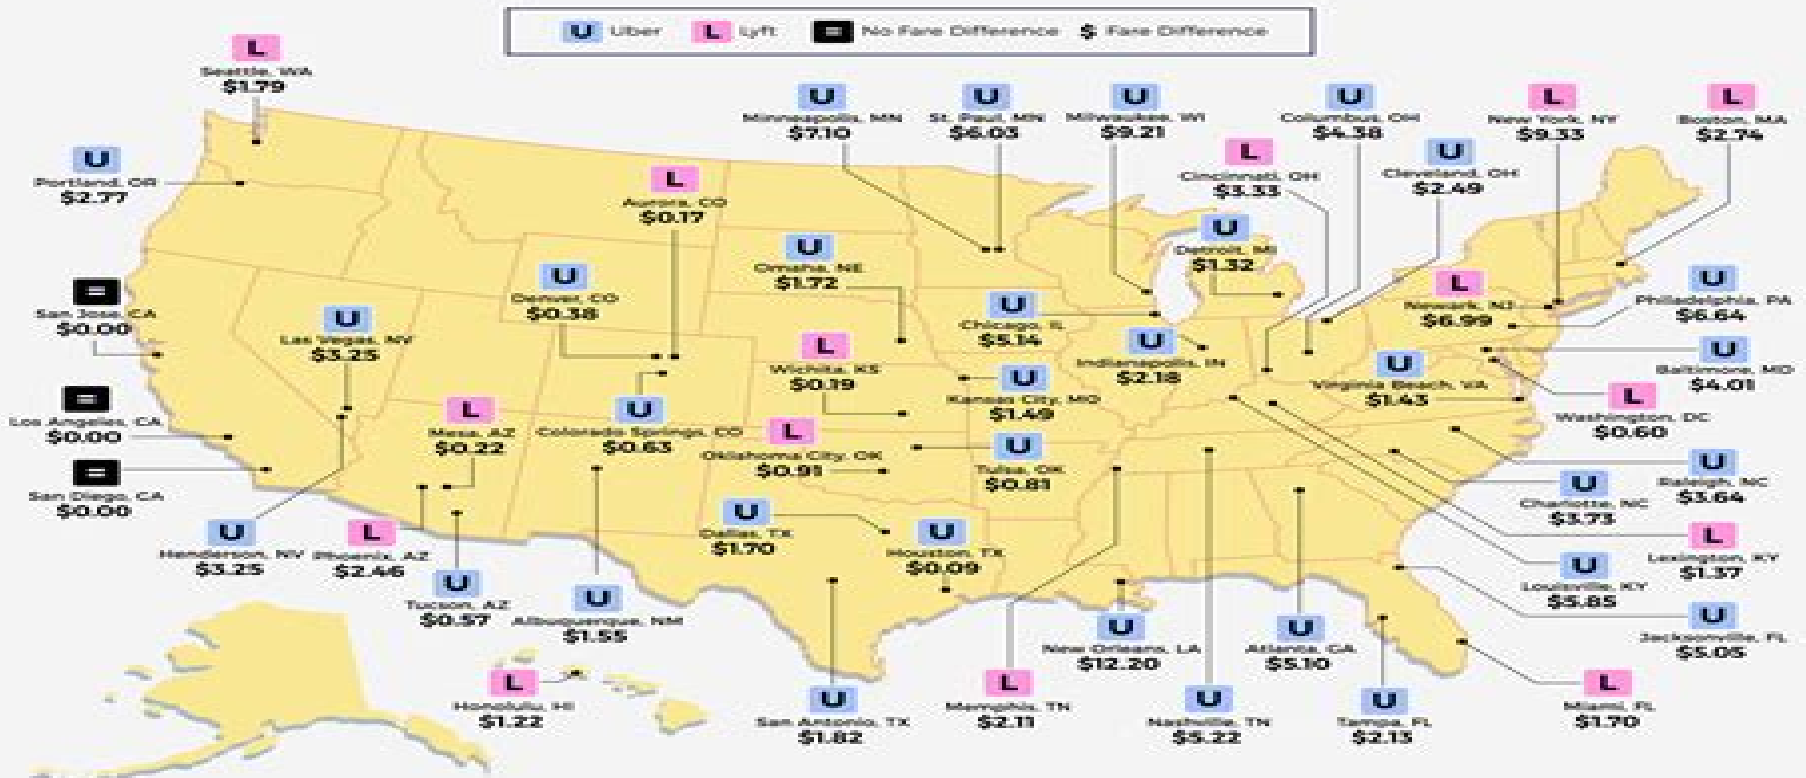 U Uber L Lyft = No Fare Difference $ Fare Difference
L
Seattle, WA
$1.79
U
Portland, OR
$2.77
=
San Jose, CA
$0.00
=
Los Angeles, CA
$0.00
=
San Diego, CA
$0.00
U
Las Vegas, NV
$3.25
U
Henderson, NV
$3.25
L
Phoenix, AZ
$2.46
L
Mesa, AZ
$0.22
U
Tucson, AZ
$0.57
U
Albuquerque, NM
$1.55
L
Honolulu, HI
$1.22
L
Aurora, CO
$0.17
U
Denver, CO
$0.38
U
Colorado Springs, CO
$0.63
U
Omaha, NE
$1.72
L
Wichita, KS
$0.19
L
Oklahoma City, OK
$0.91
U
Dallas, TX
$1.70
U
Houston, TX
$0.09
U
San Antonio, TX
$1.82
U
Minneapolis, MN
$7.10
U
St. Paul, MN
$6.03
U
Milwaukee, WI
$9.21
U
Chicago, IL
$5.14
U
Kansas City, MO
$1.49
U
Tulsa, OK
$0.81
U
Indianapolis, IN
$2.18
U
Detroit, MI
$1.32
L
Cincinnati, OH
$3.33
U
Columbus, OH
$4.38
U
Cleveland, OH
$2.49
L
New York, NY
$9.33
L
Boston, MA
$2.74
L
Newark, NJ
$6.99
U
Philadelphia, PA
$6.64
U
Baltimore, MD
$4.01
U
Virginia Beach, VA
$1.43
L
Washington, DC
$0.60
U
Raleigh, NC
$3.64
U
Charlotte, NC
$3.73
L
Lexington, KY
$1.37
U
Louisville, KY
$5.85
U
Jacksonville, FL
$5.05
L
Miami, FL
$1.70
U
Tampa, FL
$2.13
U
Atlanta, GA
$5.10
U
Nashville, TN
$5.22
U
New Orleans, LA
$12.20
L
Memphis, TN
$2.11